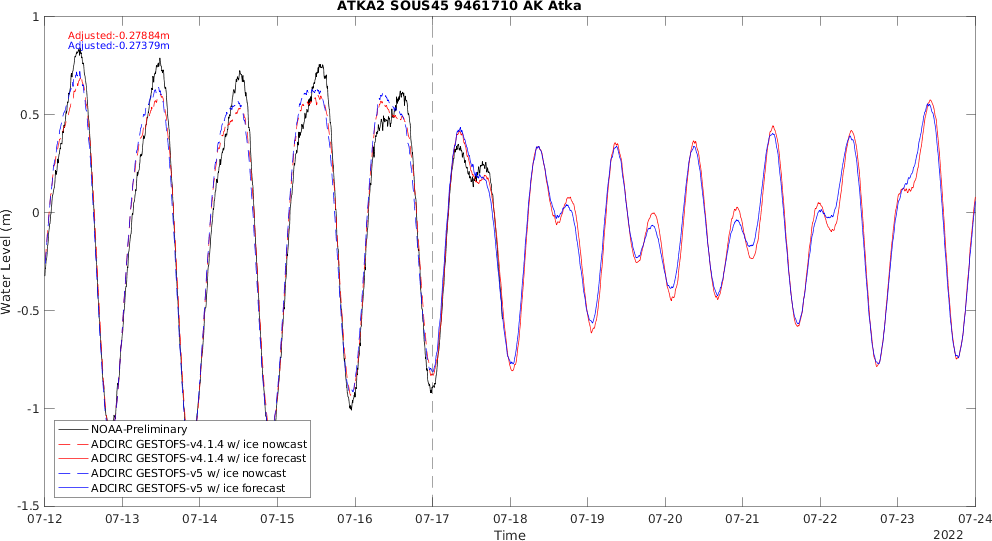 ATKA2 SOUS45 9461710 AK Atka
Adjusted:-0.27884m
Adjusted:-0.27379m
Water Level (m)
1
0.5
0
-0.5
-1
-1.5
NOAA-Preliminary
ADCIRC GESTOFS-v4.1.4 w/ ice nowcast
ADCIRC GESTOFS-v4.1.4 w/ ice forecast
ADCIRC GESTOFS-v5 w/ ice nowcast
ADCIRC GESTOFS-v5 w/ ice forecast
07-12 07-13 07-14 07-15 07-16 07-17 07-18 07-19 07-20 07-21 07-22 07-23 07-24
Time
2022